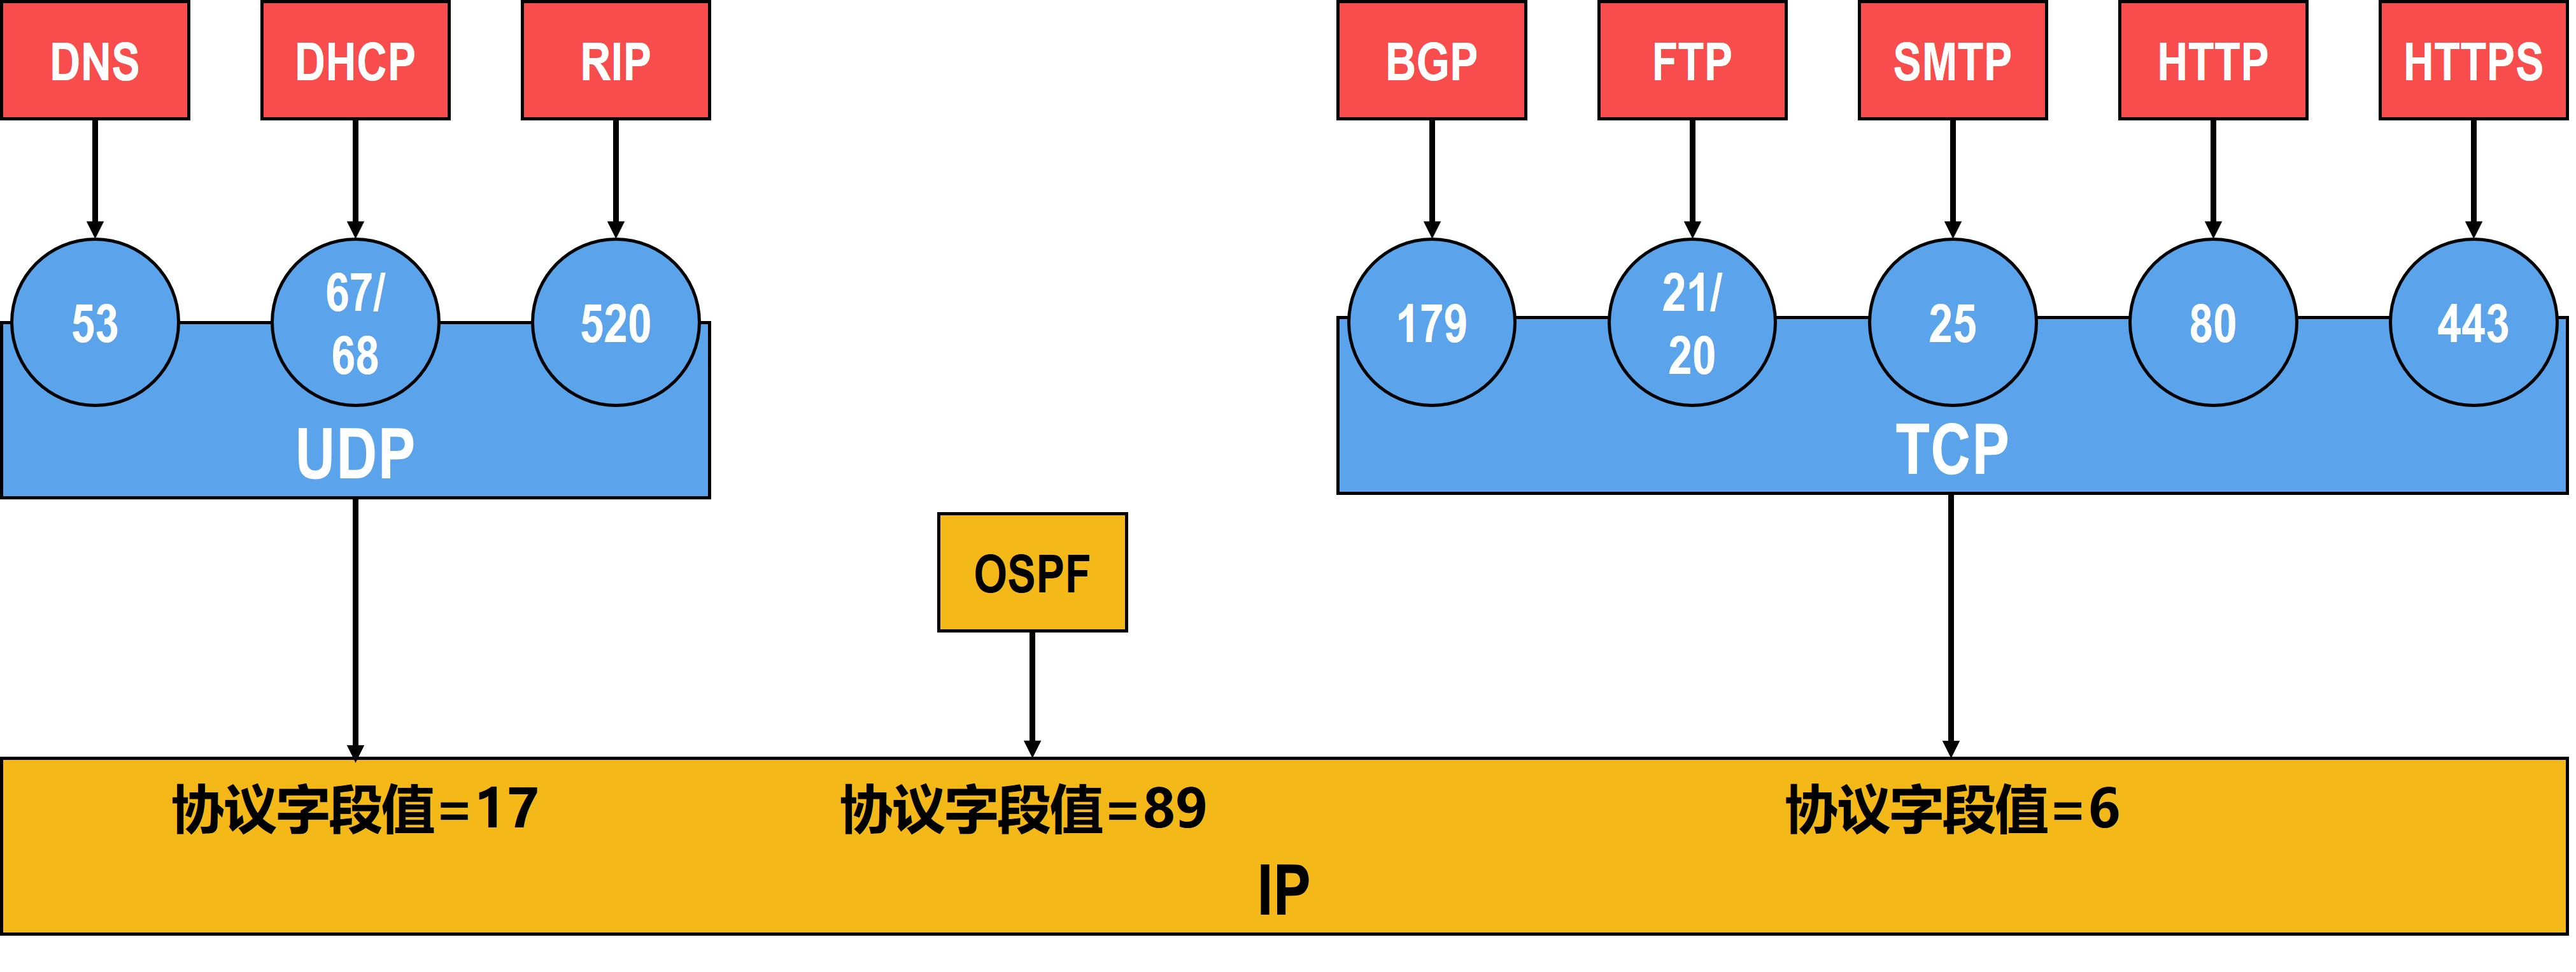 DNS
DHCP
RIP
BGP
FTP
SMTP
HTTP
HTTPS
53
67/
68
520
179
21/
20
25
80
443
UDP
TCP
OSPF
协议字段值=17
协议字段值=89
协议字段值=6
IP